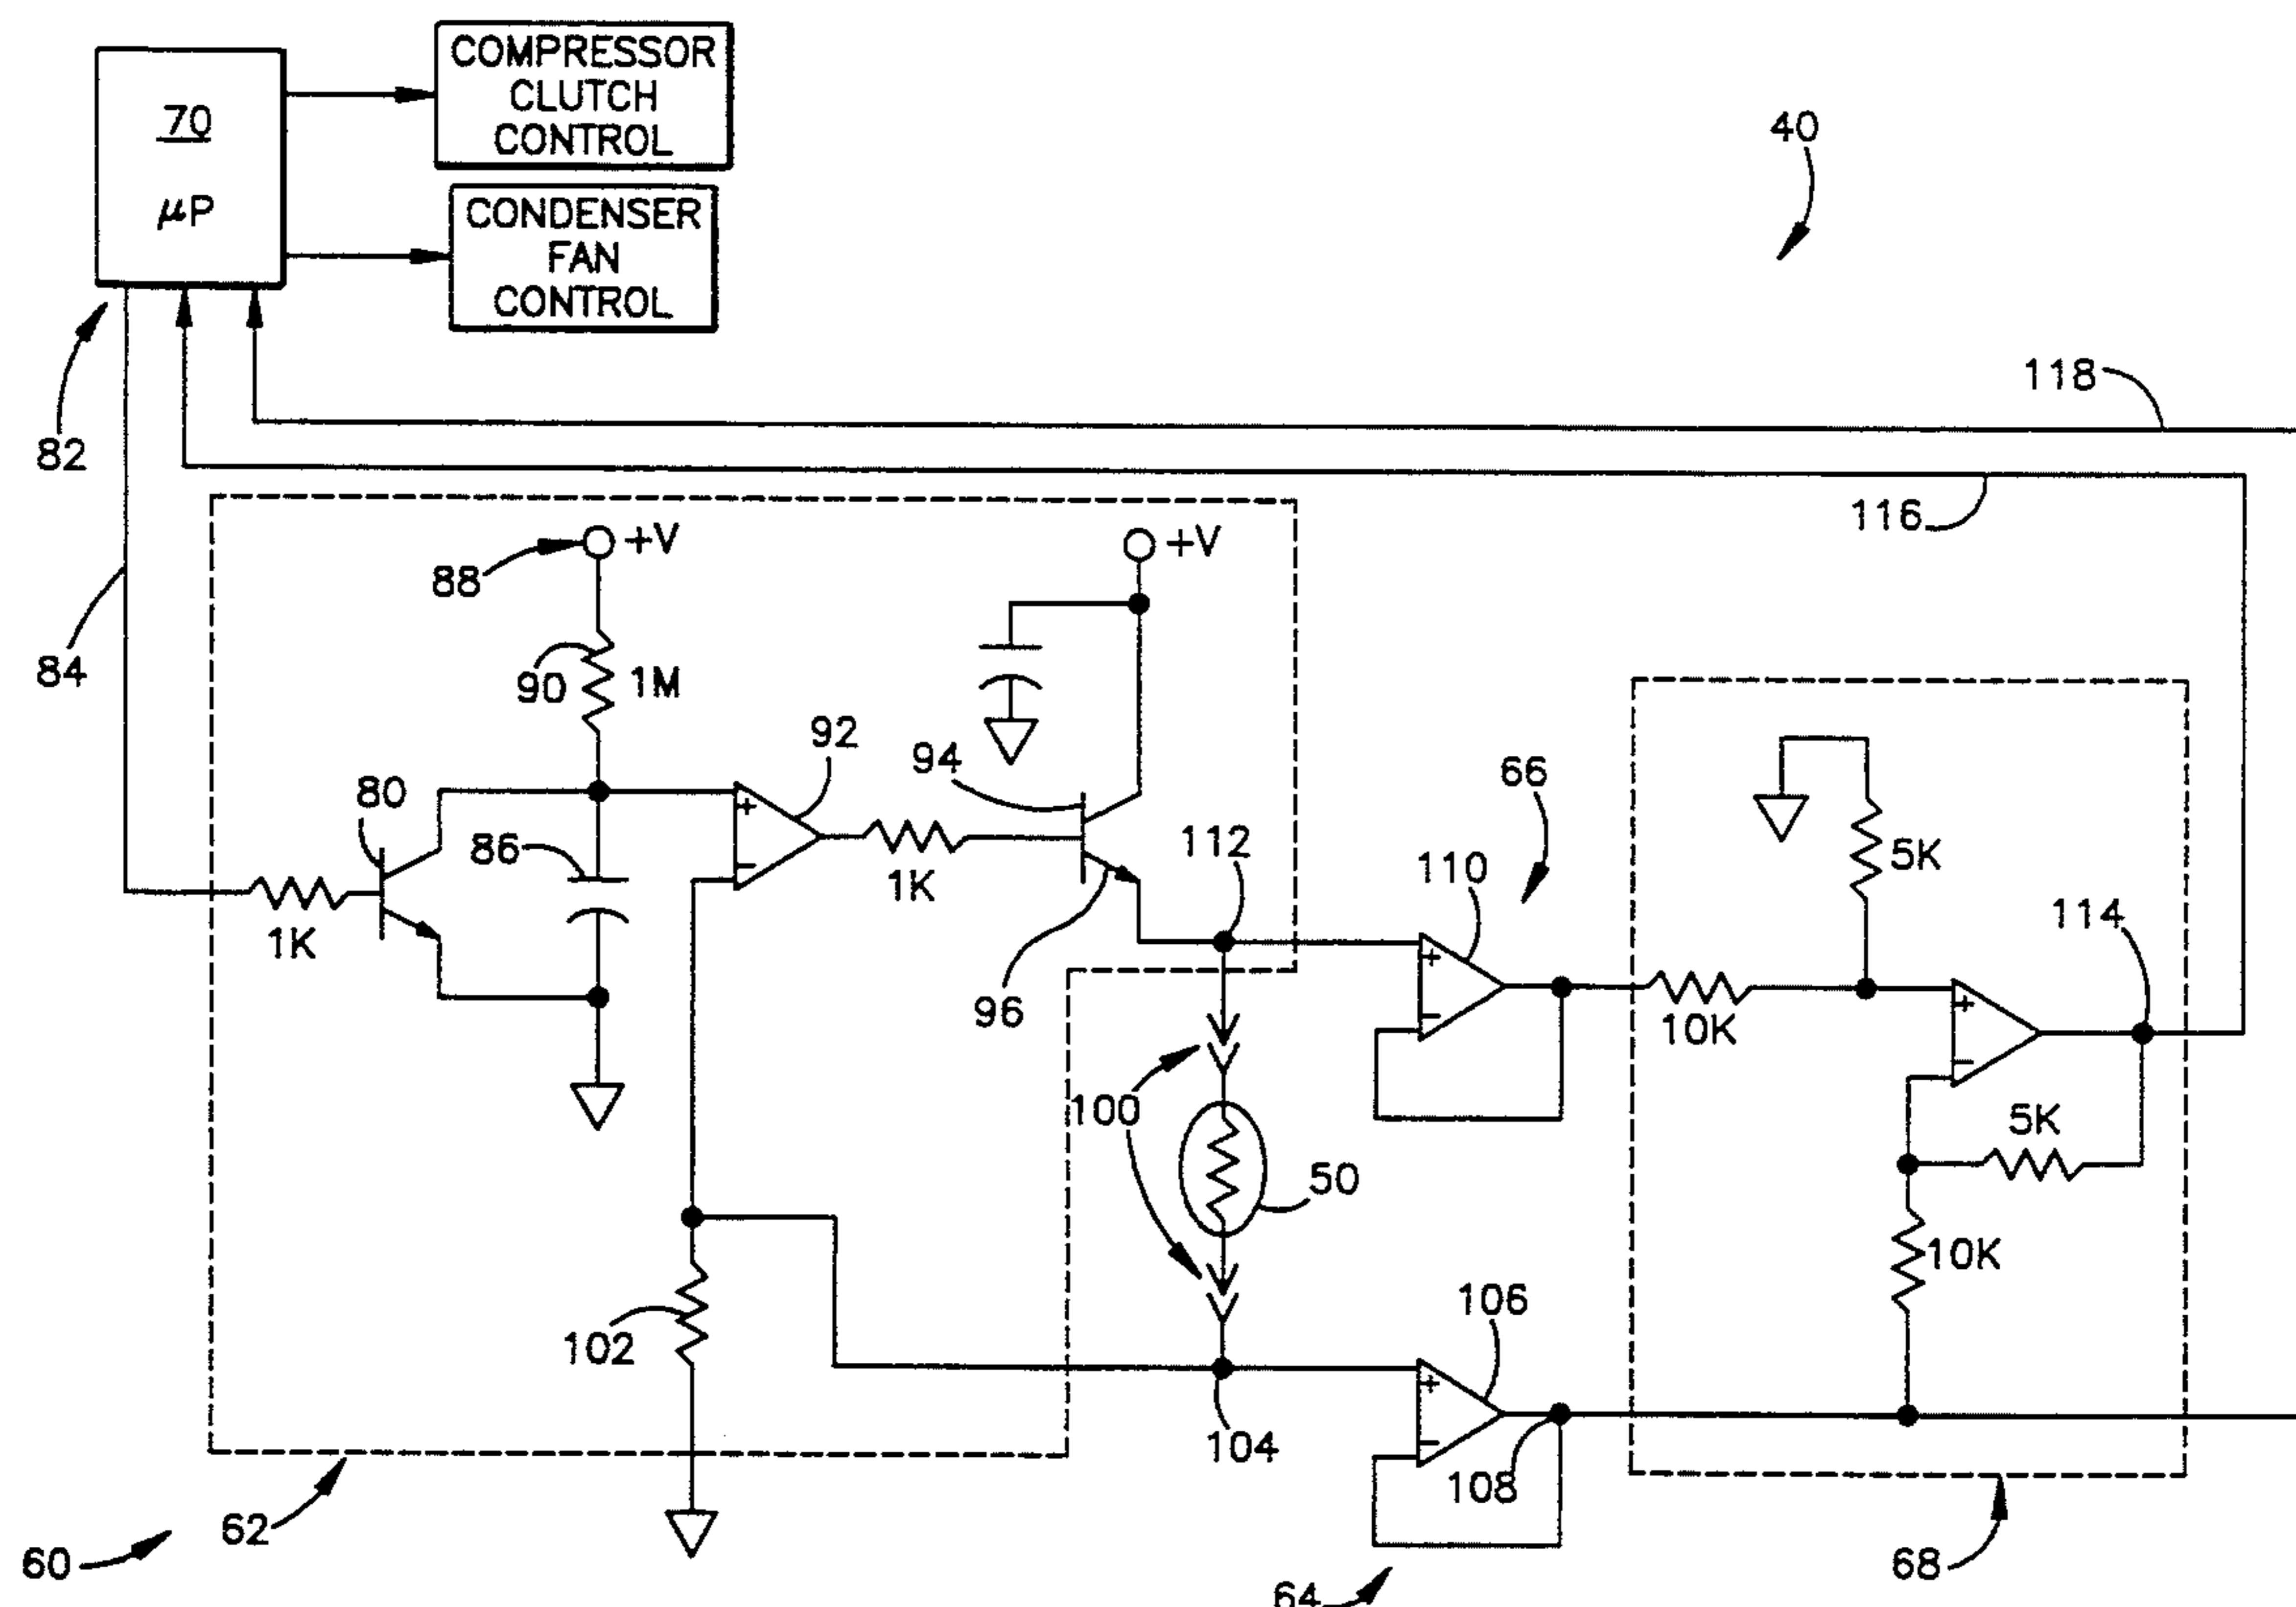 COMPRESSOR
CLUTCH
CONTROL
70
μP
CONDENSER
FAN
CONTROL
40
82
118
116
88
+V
+V
84
90
1M
92
94
80
86
66
112
110
5K
114
1K
1K
96
10K
100
5K
50
10K
102
106
104
108
62
60
64
68